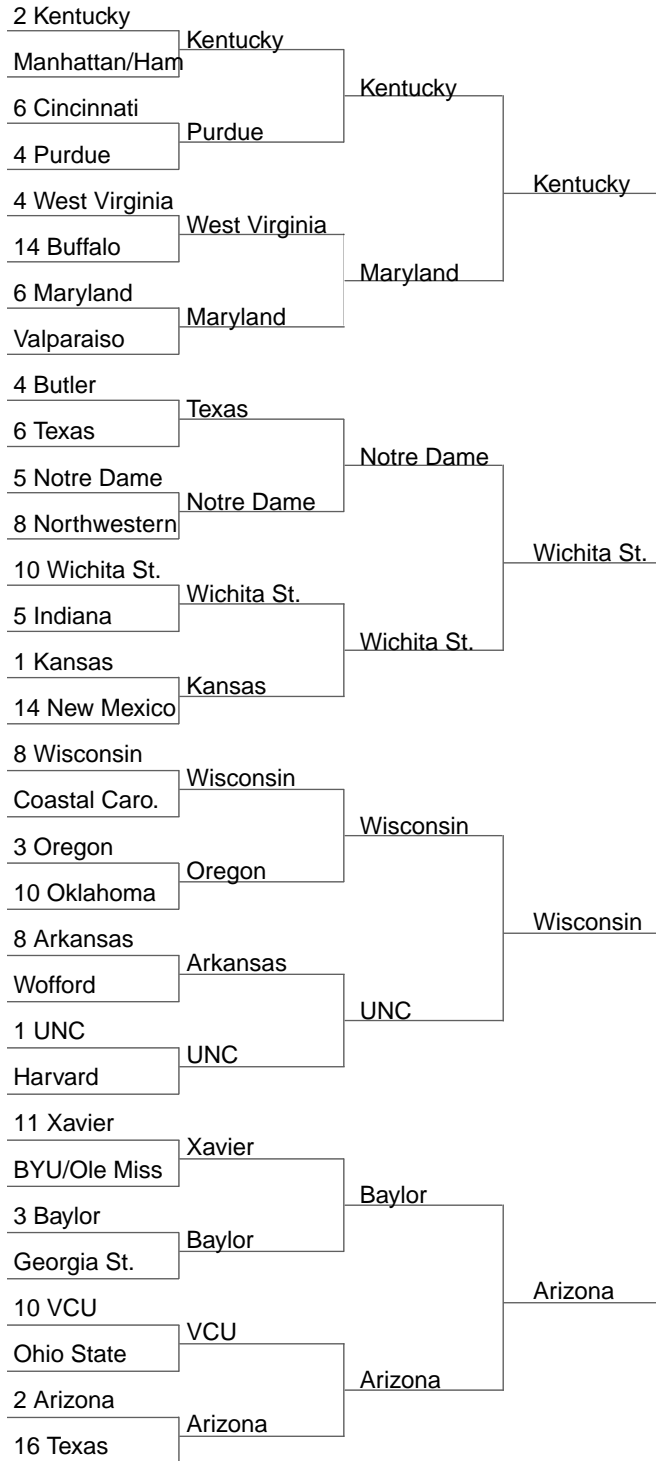 2 Kentucky
Manhattan/Ham
6 Cincinnati
4 Purdue
4 West Virginia
14 Buffalo
6 Maryland
Valparaiso
4 Butler
6 Texas
5 Notre Dame
8 Northwestern
10 Wichita St.
5 Indiana
1 Kansas
14 New Mexico
8 Wisconsin
Coastal Caro.
3 Oregon
10 Oklahoma
8 Arkansas
Wofford
1 UNC
Harvard
11 Xavier
BYU/Ole Miss
3 Baylor
Georgia St.
10 VCU
Ohio State
2 Arizona
16 Texas
Kentucky
Purdue
West Virginia
Maryland
Texas
Notre Dame
Wichita St.
Kansas
Wisconsin
Oregon
Arkansas
UNC
Xavier
Baylor
VCU
Arizona
Kentucky
Maryland
Notre Dame
Wichita St.
Wisconsin
UNC
Baylor
Arizona
Kentucky
Wichita St.
Wisconsin
Arizona